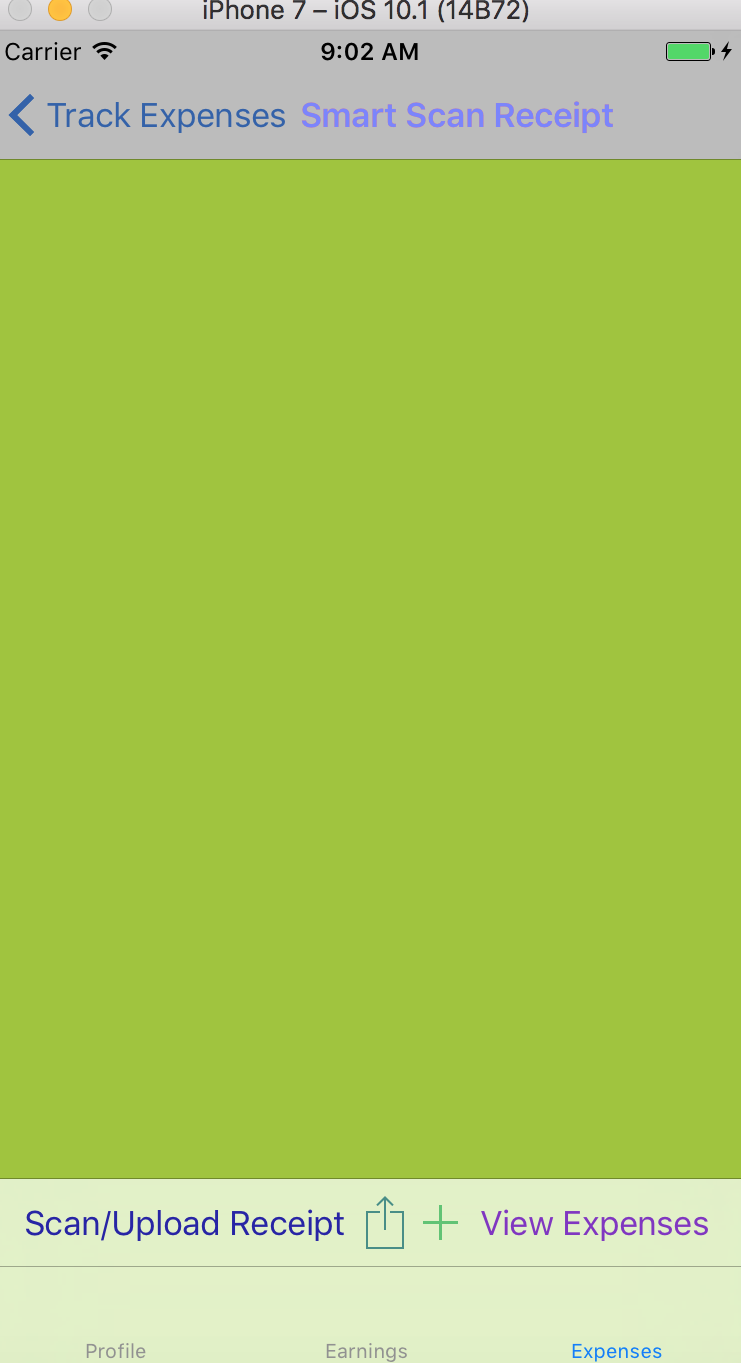 iPhone 7 – iOS 10.1 (14B72)
Carrier 9:02 AM
Track Expenses Smart Scan Receipt
Scan/Upload Receipt View Expenses
Profile Earnings Expenses